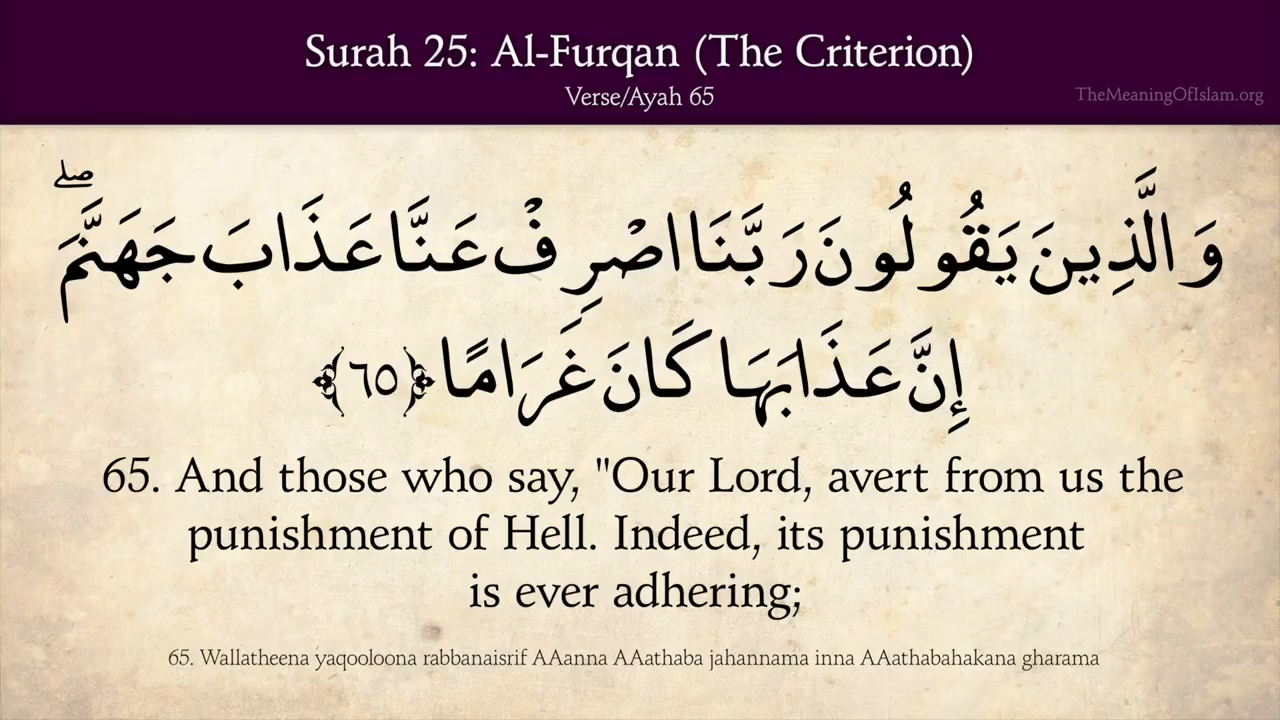 Surah 25: Al-Furqan (The Criterion)
Verse/Ayah 65
TheMeaningOfIslam.org
وَالَّذِينَ يَقُولُونَ رَبَّنَا اصْرِفْ عَنَّا عَذَابَ جَهَنَّمَ ۖ
إِنَّ عَذَابَهَا كَانَ غَرَامًا ﴿٦٥﴾
65. And those who say, "Our Lord, avert from us the
punishment of Hell. Indeed, its punishment
is ever adhering;
65. Wallatheena yaqooloona rabbanaisrif AAanna AAathaba jahannama inna AAathabahakana gharama